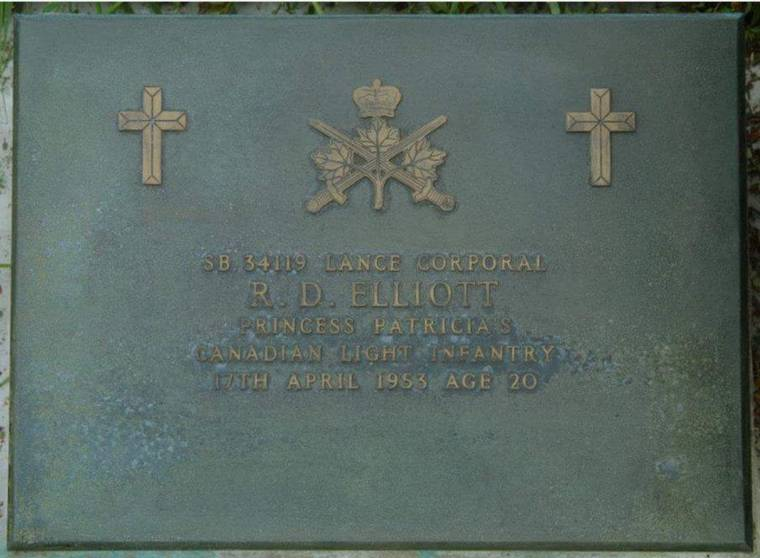 SB 34119 LANCE CORPORAL
R. D. ELLIOTT
PRINCESS PATRICIA'S
CANADIAN LIGHT INFANTRY
17TH APRIL 1953 AGE 20